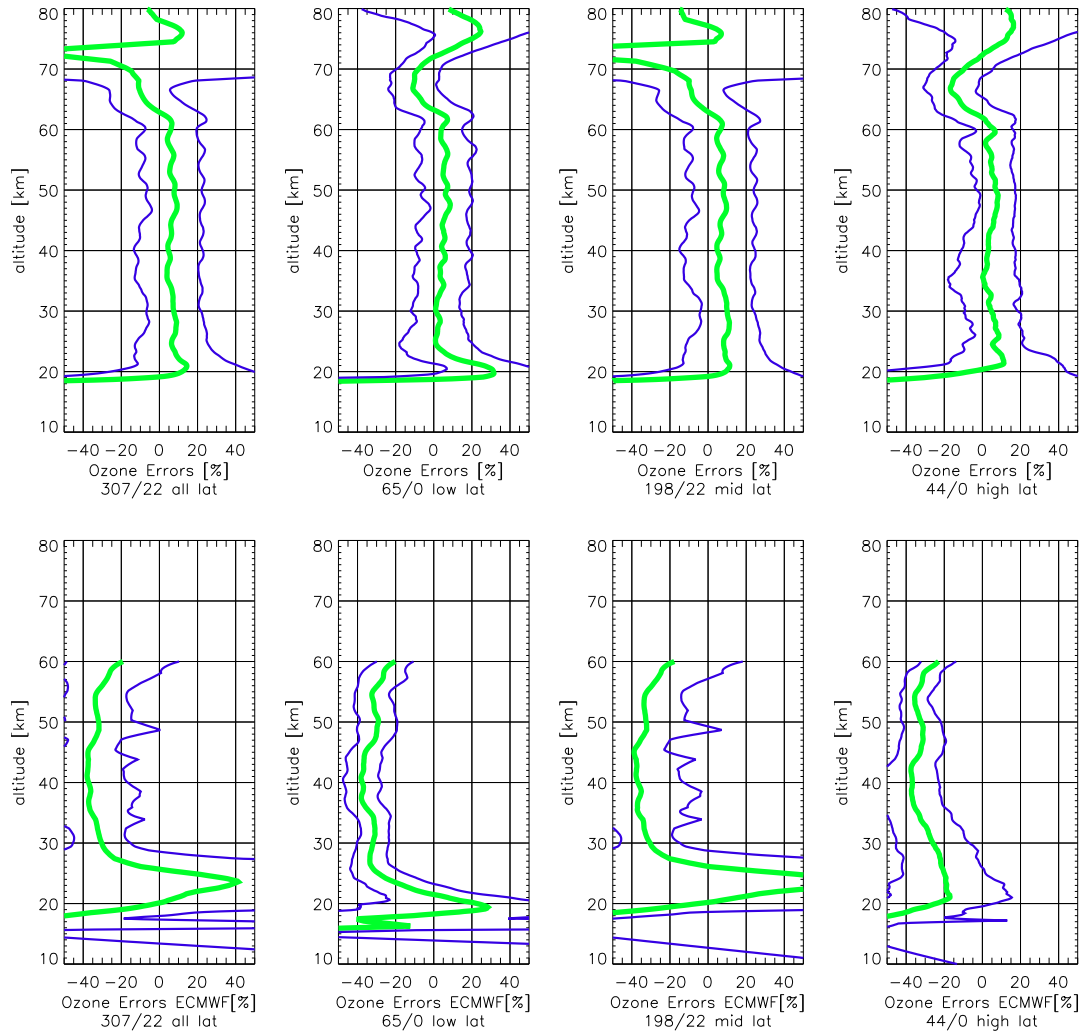 80 80 80 80
70 70 70 70
60 60 60 60
altitude [km] altitude [km] altitude [km] altitude [km]
50 50 50 50
40 40 40 40
30 30 30 30
20 20 20 20
10 10 10 10
−40 −20 0 20 40 −40 −20 0 20 40 −40 −20 0 20 40 −40 −20 0 20 40
Ozone Errors [%] Ozone Errors [%] Ozone Errors [%] Ozone Errors [%]
307/22 all lat 65/0 low lat 198/22 mid lat 44/0 high lat
80 80 80 80
70 70 70 70
60 60 60 60
altitude [km] altitude [km] altitude [km] altitude [km]
50 50 50 50
40 40 40 40
30 30 30 30
20 20 20 20
10 10 10 10
−40 −20 0 20 40 −40 −20 0 20 40 −40 −20 0 20 40 −40 −20 0 20 40
Ozone Errors ECMWF[%] Ozone Errors ECMWF[%] Ozone Errors ECMWF[%] Ozone Errors ECMWF[%]
307/22 all lat 65/0 low lat 198/22 mid lat 44/0 high lat